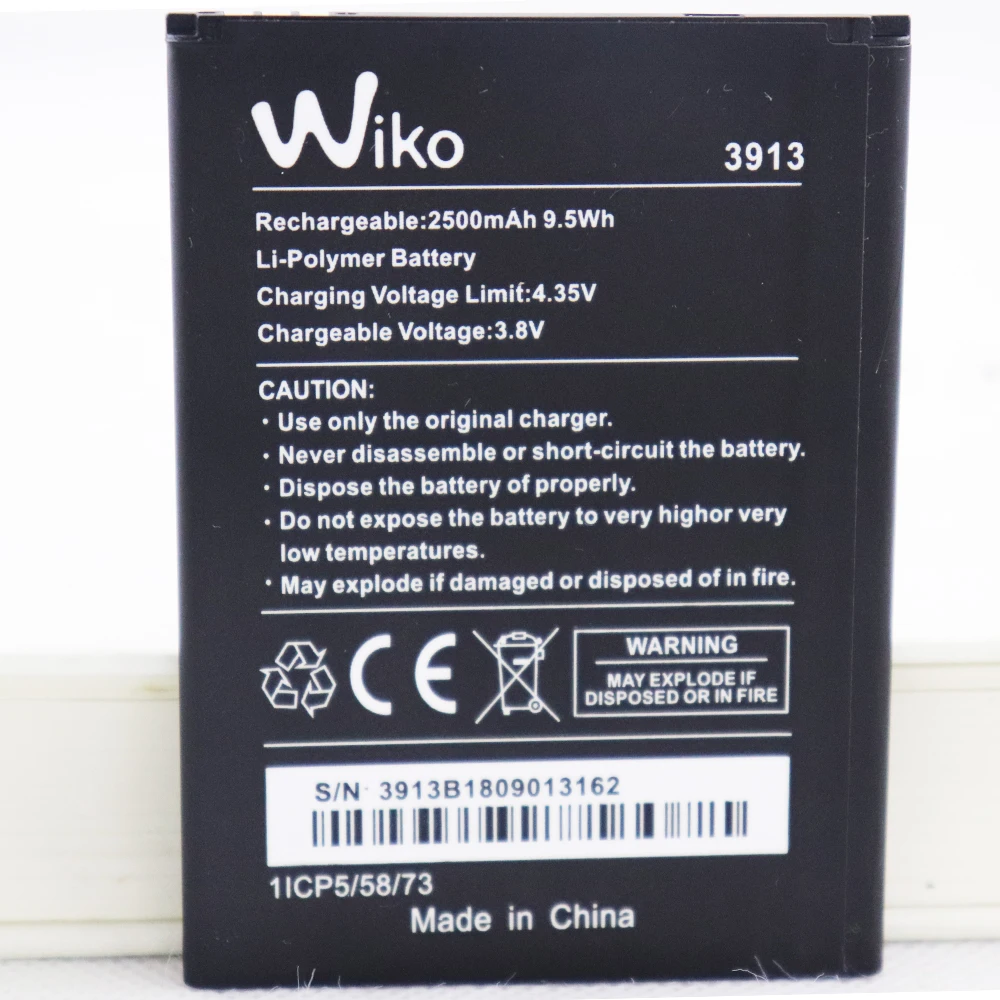 Wiko
3913
Rechargeable:2500mAh 9.5Wh
Li-Polymer Battery
Charging Voltage Limit:4.35V
Chargeable Voltage:3.8V
CAUTION:
· Use only the original charger.
· Never disassemble or short-circuit the battery.
· Dispose the battery of properly.
· Do not expose the battery to very highor very
low temperatures.
· May explode if damaged or disposed of in fire.
CE
WARNING
MAY EXPLODE IF
DISPOSED OR IN FIRE
S/N 3913B1809013162
1ICP5/58/73
Made in China